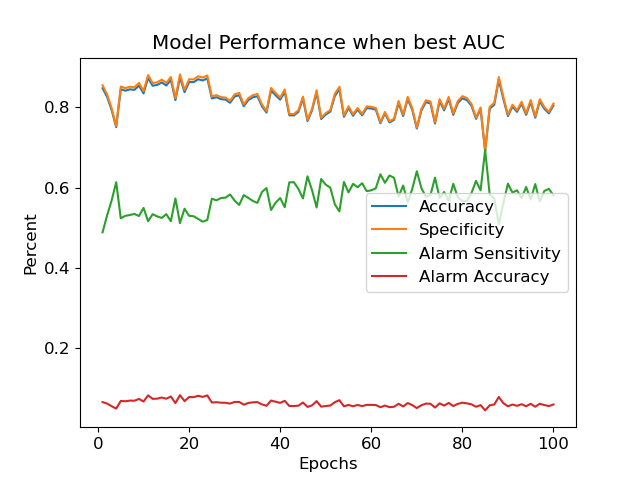 Model Performance when best AUC
Percent
0.8
0.6
0.4
0.2
Accuracy
Specificity
Alarm Sensitivity
Alarm Accuracy
0 20 40 60 80 100
Epochs